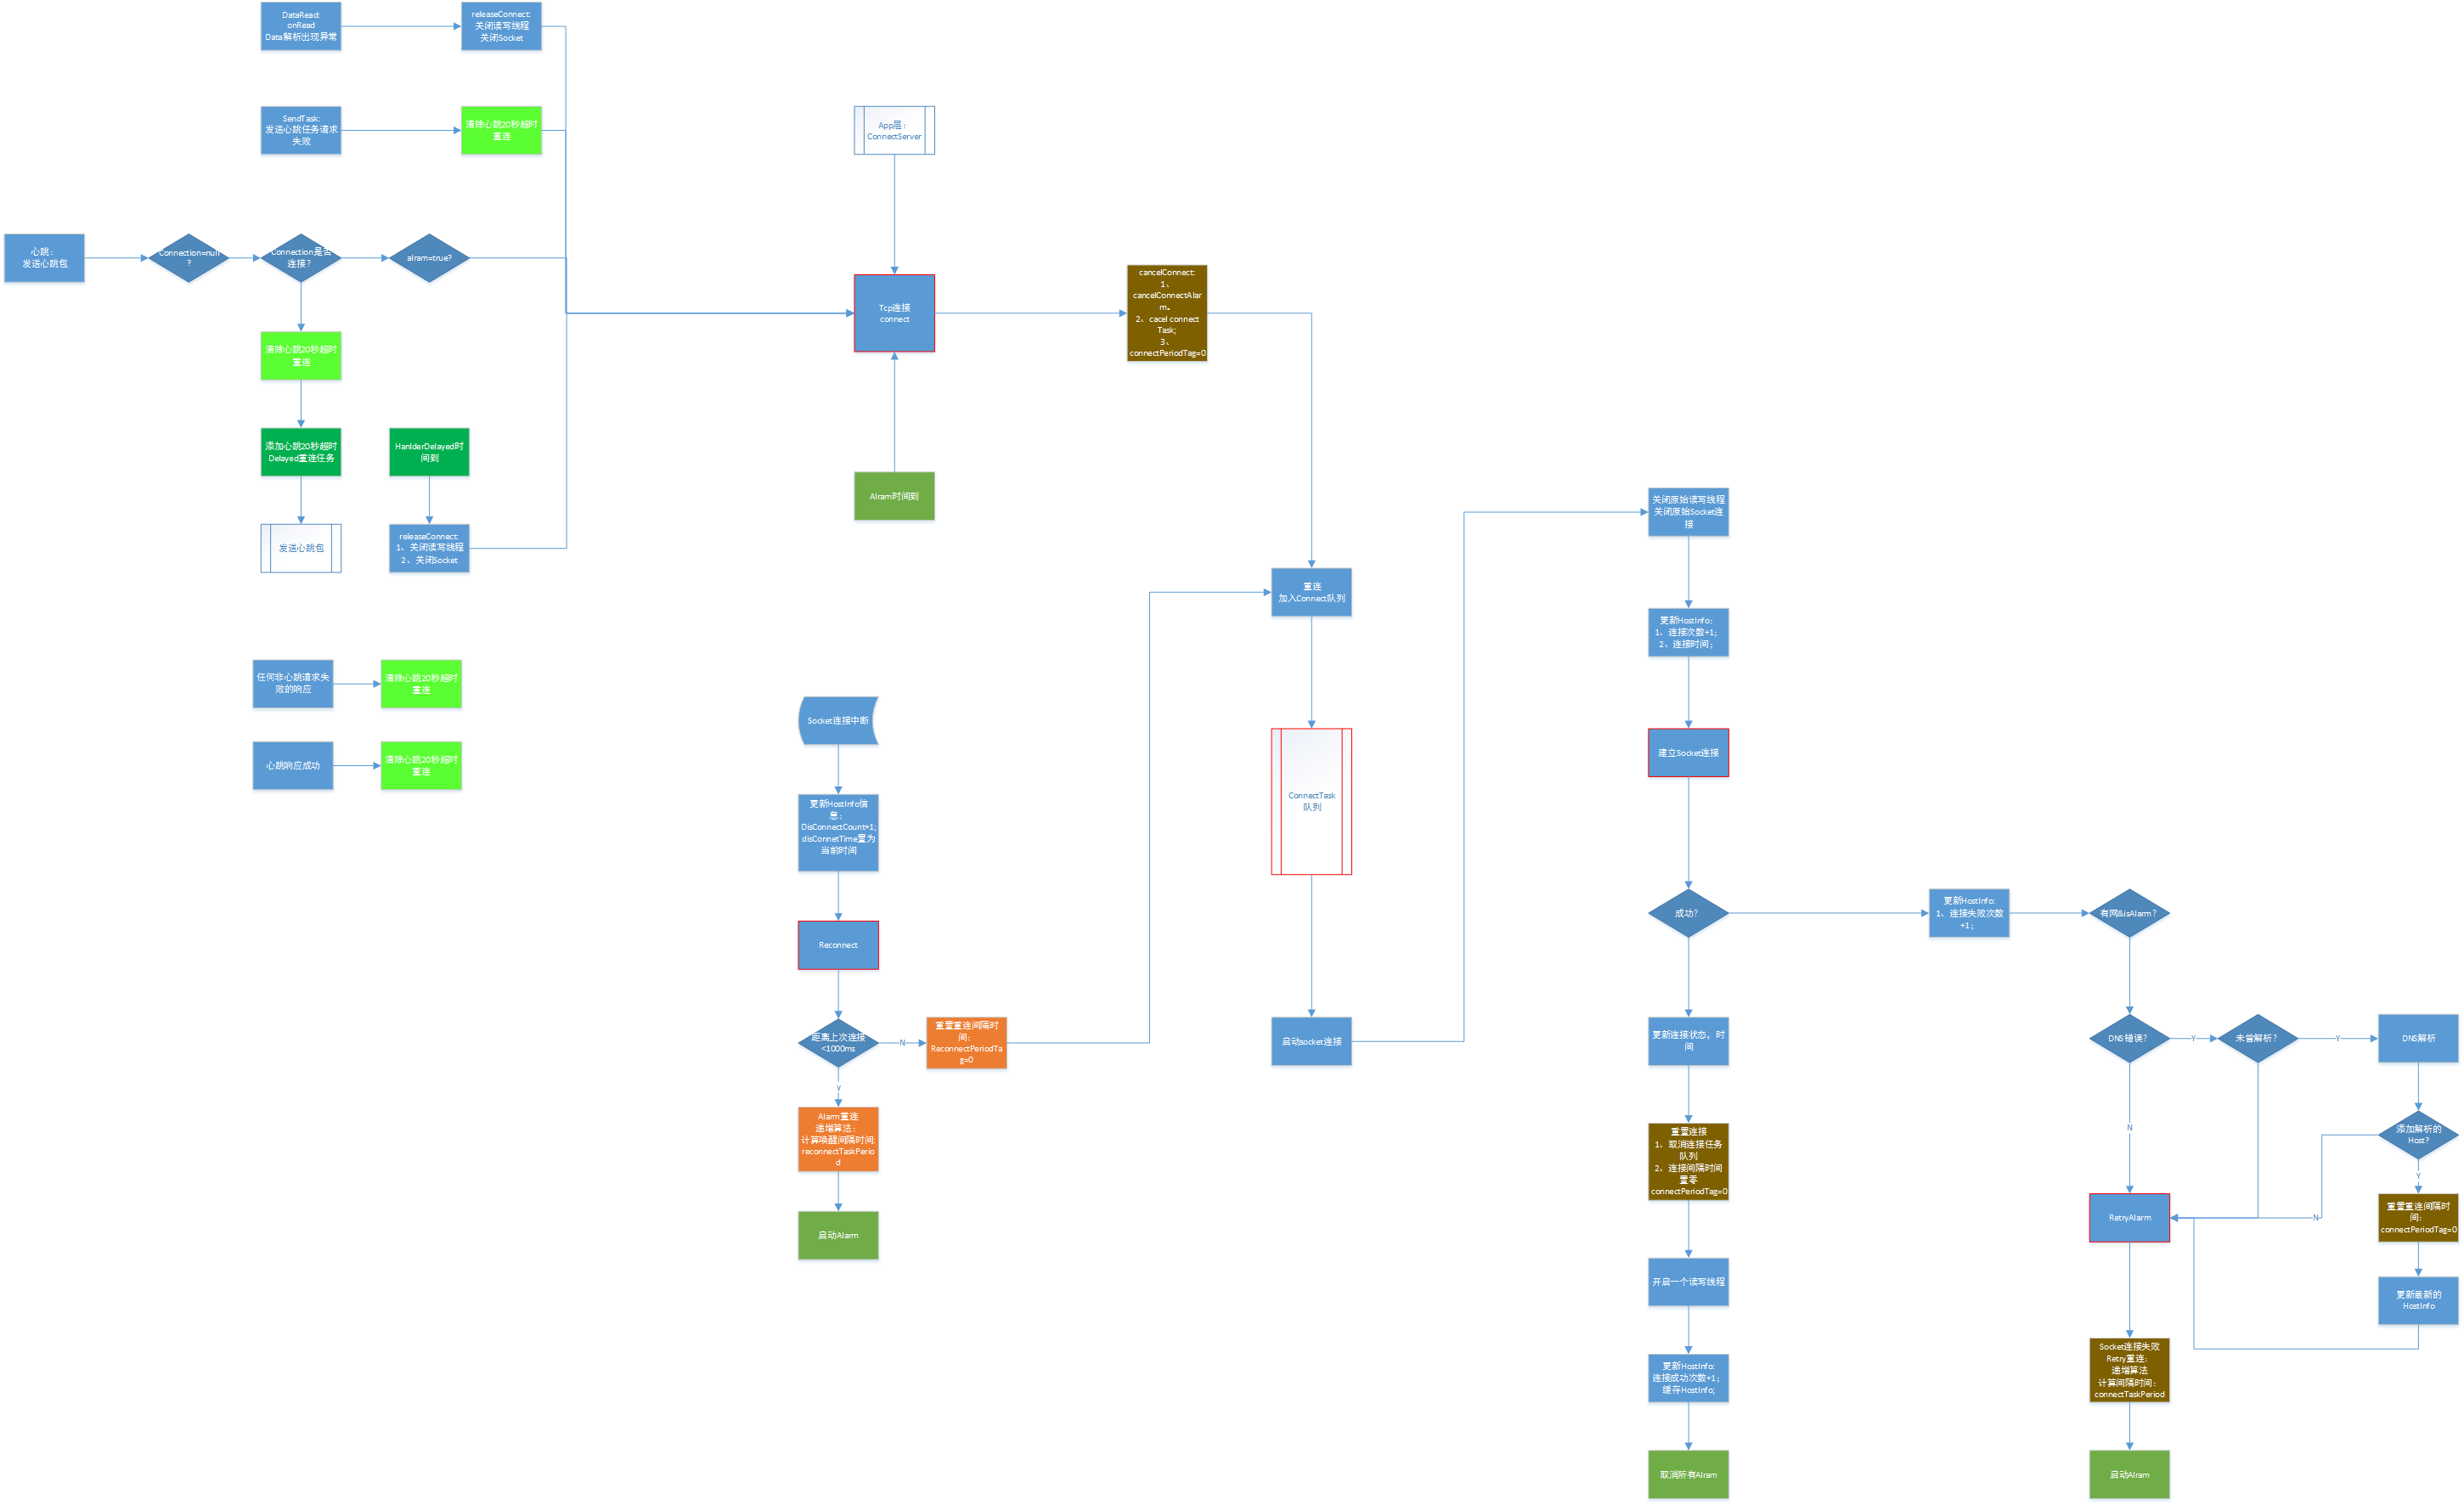 DataRead:
onRead
Data解析出现异常
releaseConnect:
关闭读写线程
关闭Socket
SendTask:
发送心跳任务请求
失败
清除心跳20秒超时
重连
App层：
ConnectServer
心跳：
发送心跳包
Connection=null
?
Connection是否
连接？
alram=true?
Tcp连接
connect
cancelConnect:
1、
cancelConnectAlar
m。
2、cacel connect
Task;
3、
connectPeriodTag=0
清除心跳20秒超时
重连
添加心跳20秒超时
Delayed重连任务
HanlderDelayed时
间到
发送心跳包
releaseConnect:
1、关闭读写线程
2、关闭Socket
Alram时间到
关闭原始读写线程
关闭原始Socket连
接
重连
加入Connect队列
更新HostInfo:
1、连接次数+1；
2、连接时间；
任何非心跳请求失
败的响应
清除心跳20秒超时
重连
心跳响应成功
清除心跳20秒超时
重连
Socket连接中断
建立Socket连接
ConnectTask
队列
更新HostInfo信
息：
DisConnectCount+1;
disConnetTime置为
当前时间
Reconnect
成功？
更新HostInfo:
1、连接失败次数
+1；
有网&isAlarm？
距离上次连接
<1000ms
N
重置重连间隔时
间：
ReconnectPeriodTa
g=0
启动socket连接
更新连接状态，时
间
DNS错误？
Y
未曾解析？
Y
DNS解析
Y
Alarm重连
递增算法：
计算唤醒间隔时间:
reconnectTaskPerio
d
启动Alarm
重置连接
1、取消连接任务
队列
2、连接间隔时间
置零
connectPeriodTag=0
N
添加解析的
Host?
Y
RetryAlarm
N
重置重连间隔时
间：
connectPeriodTag=0
开启一个读写线程
更新最新的
HostInfo
更新HostInfo:
连接成功次数+1；
缓存HostInfo;
Socket连接失败
Retry重连：
递增算法
计算间隔时间：
connectTaskPeriod
取消所有Alram
启动Alram